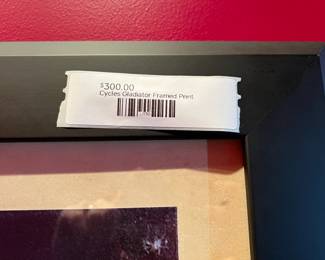 $300.00
Cycles Gladiator Framed Print